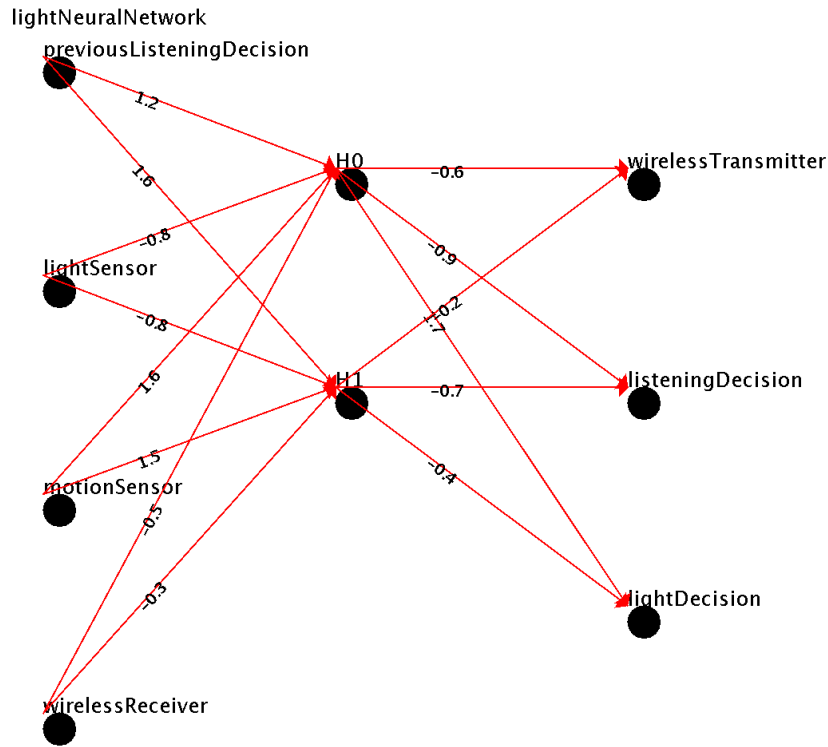 lightNeuralNetwork
previousListeningDecision
1.2
H0
wirelessTransmitter
-0.6
1.6
-0.8
-0.9
lightSensor
-0.2
1.7
-0.8
H1
listeningDecision
1.6
-0.7
1.5
-0.4
motionSensor
-0.5
-0.3
lightDecision
wirelessReceiver